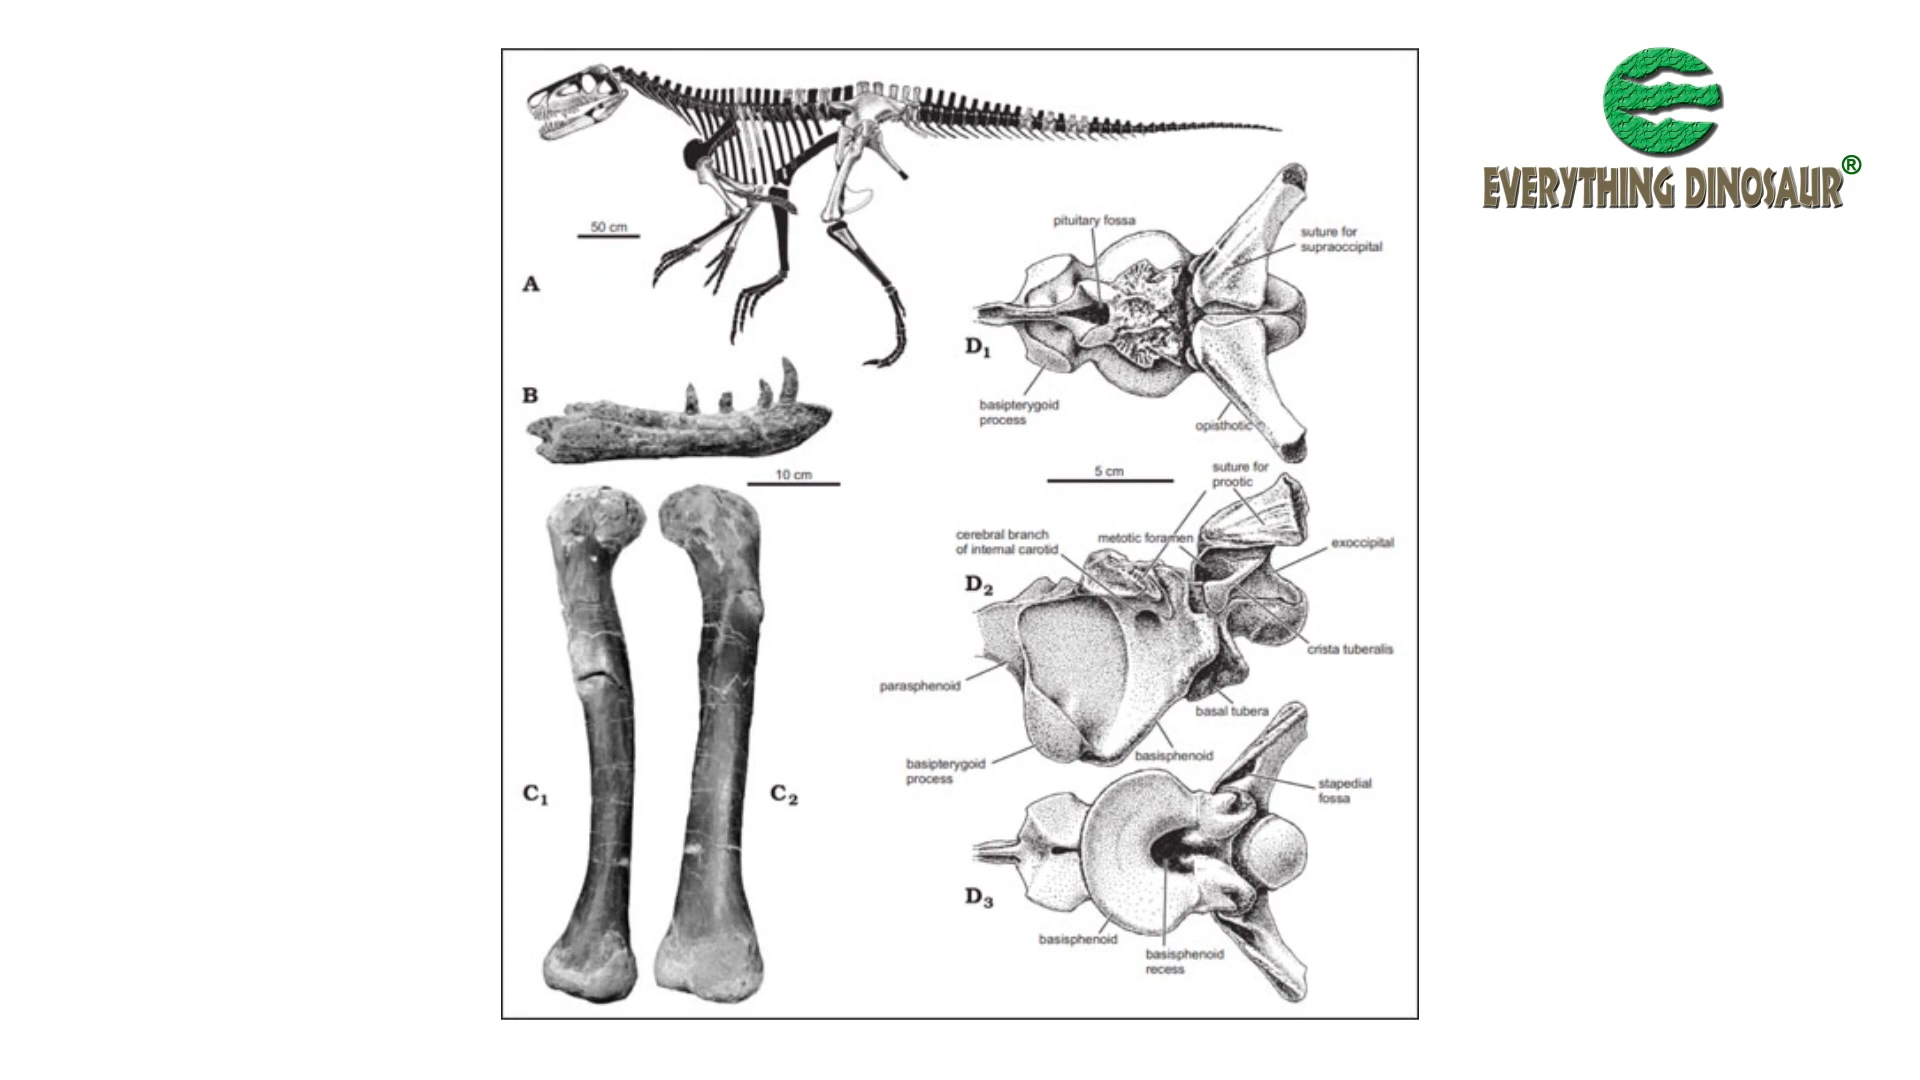 EVERYTHING DINOSAUR®
50 cm
A
pituitary fossa
suture for
supraoccipital
D1
basipterygoid
process
opisthotic
B
10 cm
5 cm
suture for
prootic
cerebral branch
of internal carotid
metotic foramen
exoccipital
D2
crista tuberalis
parasphenoid
basal tubera
basisphenoid
basipterygoid
process
C1
C2
stapedial
fossa
D3
basisphenoid
basisphenoid
recess